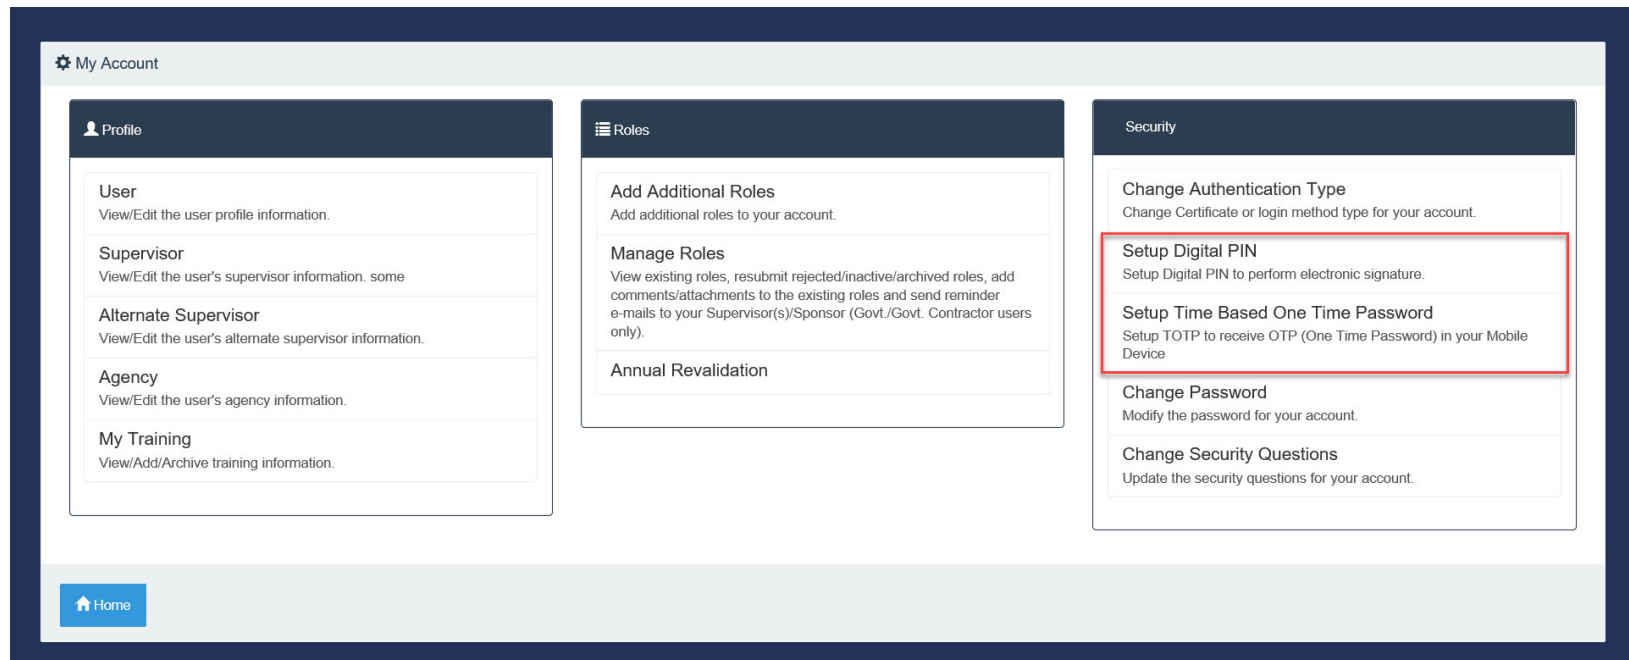 My Account
Profile
User
View/Edit the user profile information.
Supervisor
View/Edit the user's supervisor information. some
Alternate Supervisor
View/Edit the user's alternate supervisor information.
Agency
View/Edit the user's agency information.
My Training
View/Add/Archive training information.
Roles
Add Additional Roles
Add additional roles to your account.
Manage Roles
View existing roles, resubmit rejected/inactive/archived roles, add
comments/attachments to the existing roles and send reminder
e-mails to your Supervisor(s)/Sponsor (Govt./Govt. Contractor users
only).
Annual Revalidation
Security
Change Authentication Type
Change Certificate or login method type for your account.
Setup Digital PIN
Setup Digital PIN to perform electronic signature.
Setup Time Based One Time Password
Setup TOTP to receive OTP (One Time Password) in your Mobile
Device
Change Password
Modify the password for your account.
Change Security Questions
Update the security questions for your account.
Home